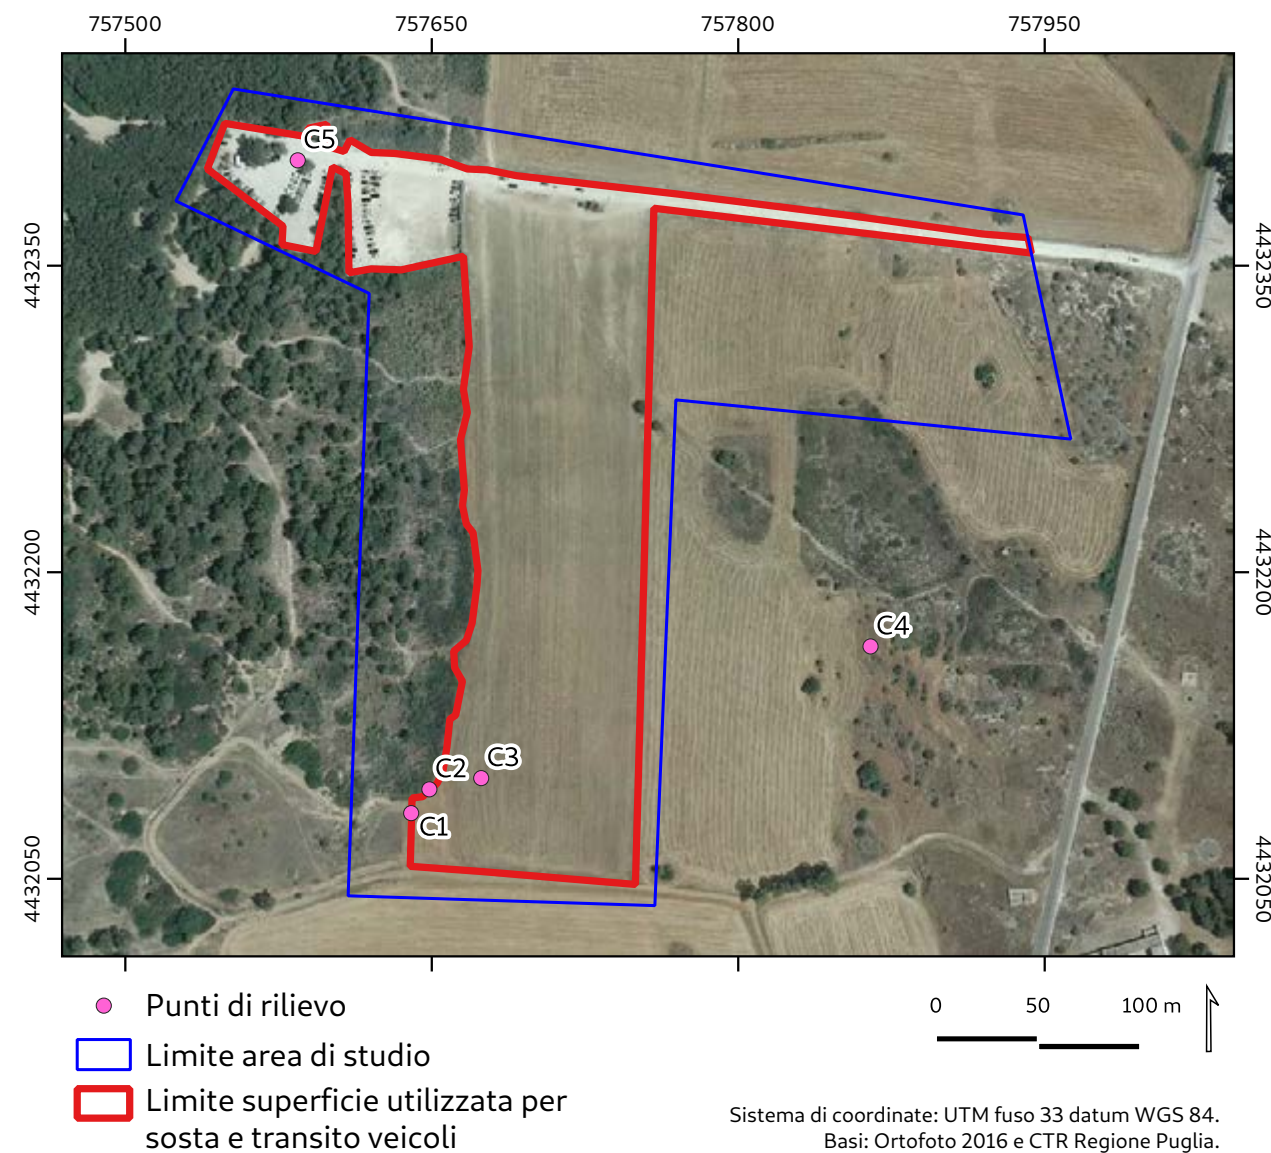 757500 757650 757800 757950
4432350 4432350
4432200 4432200
4432050 4432050
C5
C4
C3
C2
C1
Punti di rilievo
Limite area di studio
Limite superficie utilizzata per
sosta e transito veicoli
0 50 100 m
Sistema di coordinate: UTM fuso 33 datum WGS 84.
Basi: Ortofoto 2016 e CTR Regione Puglia.